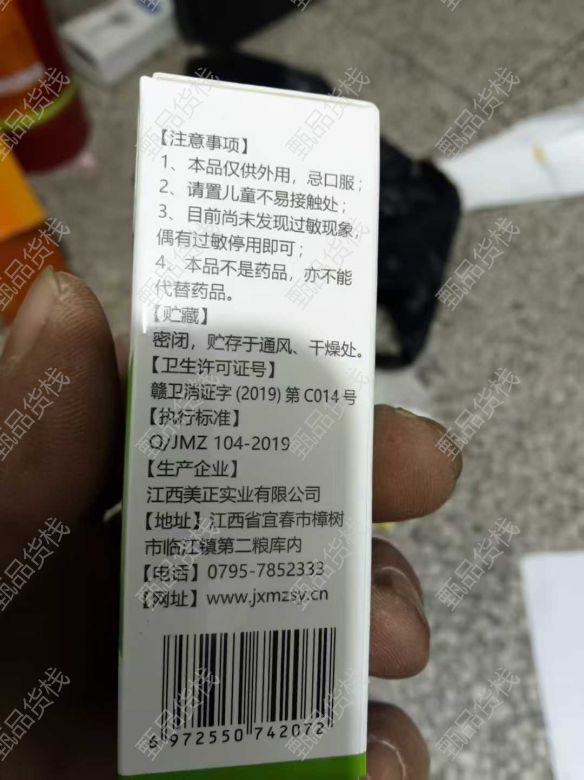 【注意事项】
1、本品仅供外用，忌口服；
2、请置儿童不易接触处；
3、目前尚未发现过敏现象，
偶有过敏停用即可；
4、本品不是药品，亦不能
代替药品。
【贮藏】
密闭，贮存于通风、干燥处。
【卫生许可证号】
赣卫消证字 (2019) 第 C014 号
【执行标准】
Q/JMZ 104-2019
【生产企业】
江西美正实业有限公司
【地址】江西省宜春市樟树
市临江镇第二粮库内
【电话】0795-7852333
【网址】www.jxmzsy.cn
6 972550 742072
甄品货栈